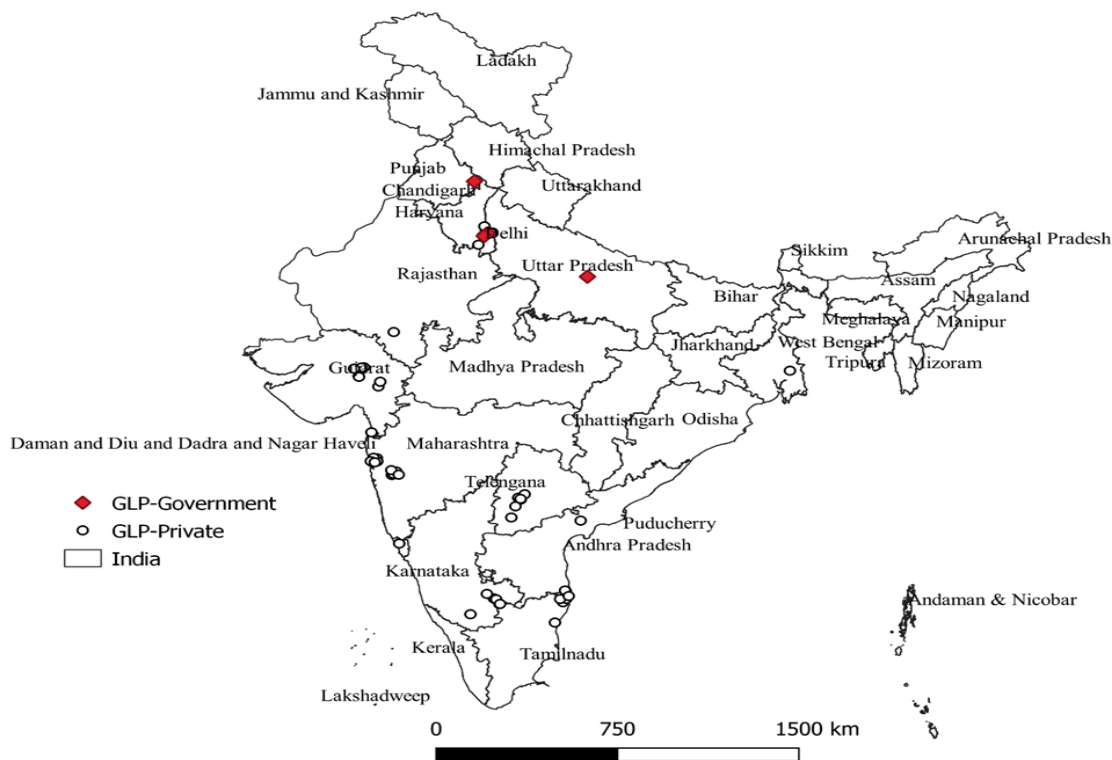 Ladakh
Jammu and Kashmir
Himachal Pradesh
Punjab
Uttarakhand
Chandigarh
Haryana
Delhi
Arunachal Pradesh
Sikkim
Uttar Pradesh
Rajasthan
Assam
Bihar
Nagaland
Meghalaya
Manipur
Jharkhand
West Bengal
Tripura
Mizoram
Gujarat
Madhya Pradesh
Chhattishgarh
Odisha
Daman and Diu and Dadra and Nagar Haveli
Maharashtra
Telengana
GLP-Government
GLP-Private
India
Puducherry
Andhra Pradesh
Karnataka
Andaman & Nicobar
Kerala
Tamilnadu
Lakshadweep
0 750 1500 km